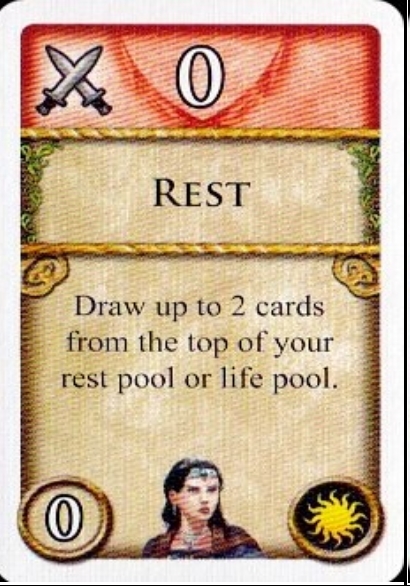 0
REST
Draw up to 2 cards
from the top of your
rest pool or life pool.
0